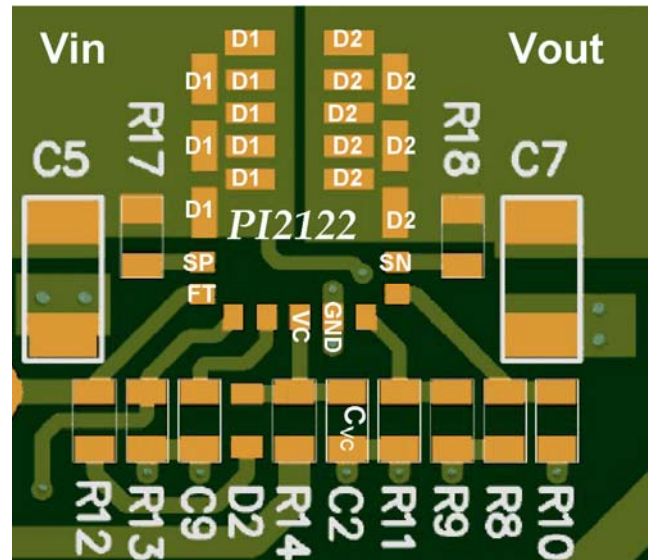 Vin
Vout
D1
D2
D1
D1
D2
D2
D1
D2
D1
D1
D2
D2
D1
D2
D1
D2
C5
R17
R18
C7
PI2122
SP
SN
FT
VC
GND
Cvc
R12
R13
C9
D2
R14
C2
R11
R9
R8
R10